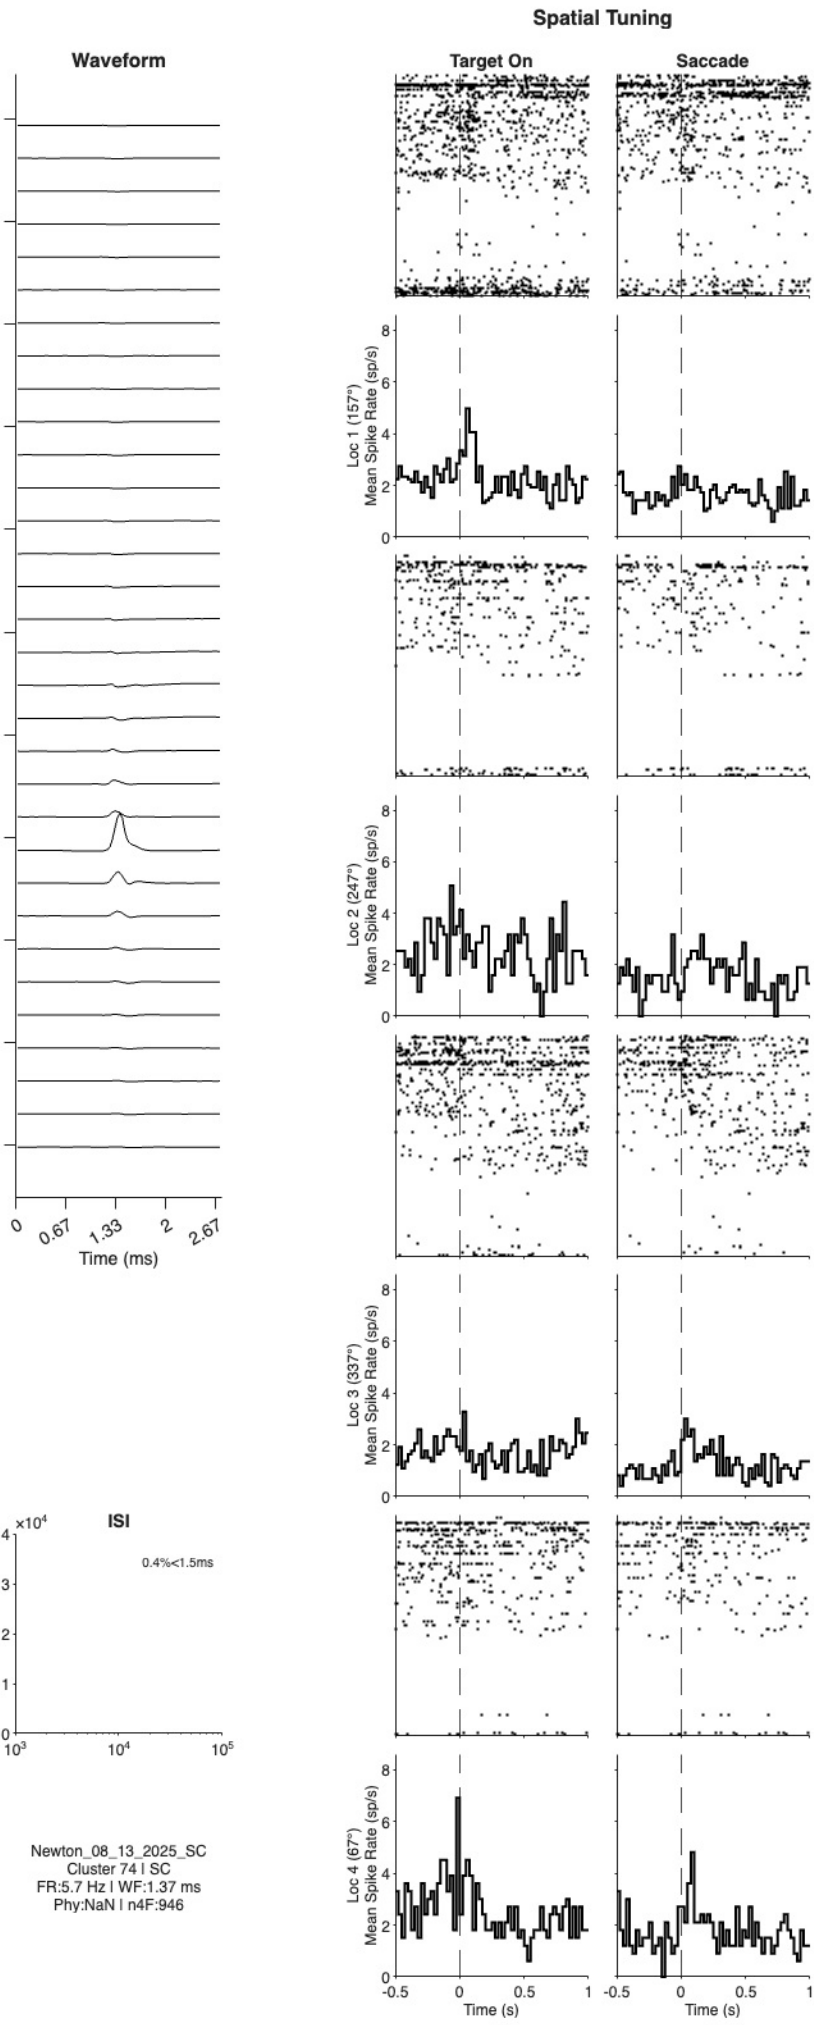 Spatial Tuning
Waveform
Target On
Saccade
8
6
4
2
0
Loc 1 (157°)
Mean Spike Rate (sp/s)
8
6
4
2
0
Loc 2 (247°)
Mean Spike Rate (sp/s)
0
0.67
1.33
2
2.67
Time (ms)
8
6
4
2
0
Loc 3 (337°)
Mean Spike Rate (sp/s)
×10⁴
ISI
4
3
2
1
0
0.4%<1.5ms
10³
10⁴
10⁵
Newton_08_13_2025_SC
Cluster 74 | SC
FR:5.7 Hz | WF:1.37 ms
Phy:NaN | n4F:946
8
6
4
2
0
Loc 4 (67°)
Mean Spike Rate (sp/s)
-0.5
0
0.5
1
Time (s)
-0.5
0
0.5
1
Time (s)